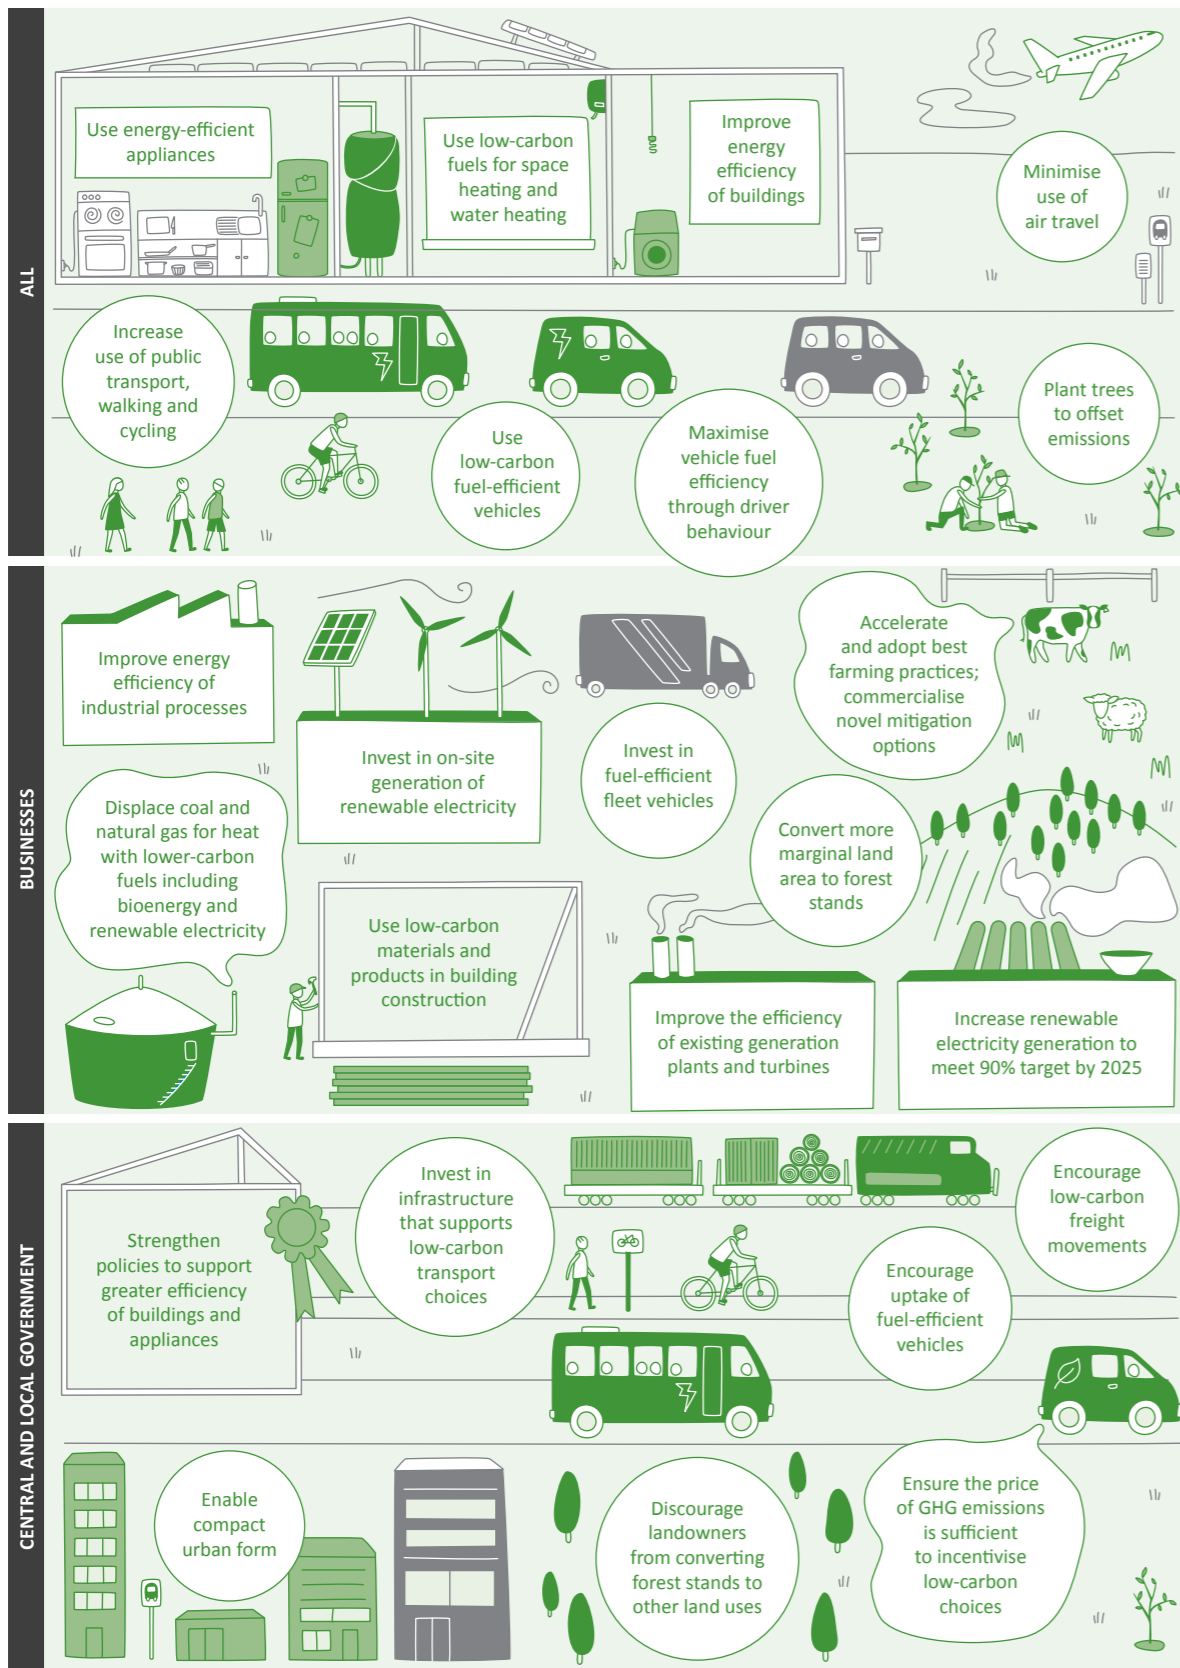 ALL
Use energy-efficient
appliances
Use low-carbon
fuels for space
heating and
water heating
Improve
energy
efficiency
of buildings
Minimise
use of
air travel
Increase
use of public
transport,
walking and
cycling
Use
low-carbon
fuel-efficient
vehicles
Maximise
vehicle fuel
efficiency
through driver
behaviour
Plant trees
to offset
emissions
BUSINESSES
Improve energy
efficiency of
industrial processes
Invest in on-site
generation of
renewable electricity
Invest in
fuel-efficient
fleet vehicles
Accelerate
and adopt best
farming practices;
commercialise
novel mitigation
options
Displace coal and
natural gas for heat
with lower-carbon
fuels including
bioenergy and
renewable electricity
Use low-carbon
materials and
products in building
construction
Convert more
marginal land
area to forest
stands
Improve the efficiency
of existing generation
plants and turbines
Increase renewable
electricity generation to
meet 90% target by 2025
CENTRAL AND LOCAL GOVERNMENT
Strengthen
policies to support
greater efficiency
of buildings and
appliances
Invest in
infrastructure
that supports
low-carbon
transport
choices
Encourage
low-carbon
freight
movements
Encourage
uptake of
fuel-efficient
vehicles
Enable
compact
urban form
Discourage
landowners
from converting
forest stands to
other land uses
Ensure the price
of GHG emissions
is sufficient
to incentivise
low-carbon
choices